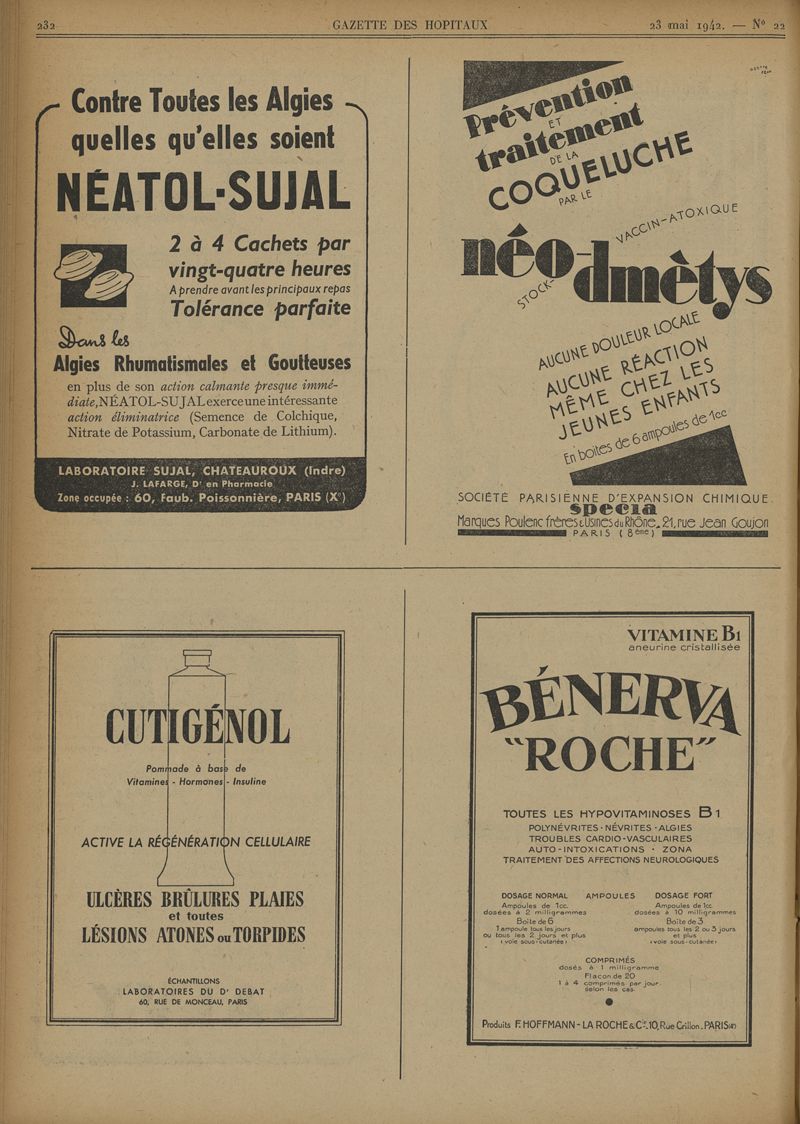 232
GAZETTE DES HOPITAUX
23 mai 1942. — Nº 22
Contre Toutes les Algies
quelles qu'elles soient
NÉATOL-SUJAL
2 à 4 Cachets par
vingt-quatre heures
A prendre avant les principaux repas
Tolérance parfaite
Dans les
Algies Rhumatismales et Goutteuses
en plus de son action calmante presque immé-
diate, NÉATOL-SUJAL exerce une intéressante
action éliminatrice (Semence de Colchique,
Nitrate de Potassium, Carbonate de Lithium).
LABORATOIRE SUJAL, CHATEAUROUX (Indre)
J. LAFARGE, Dr en Pharmacie
Zone occupée : 60, Faub. Poissonnière, PARIS (Xe)
Prévention
ET
traitement
DE LA
COQUELUCHE
PAR LE
VACCIN-ATOXIQUE
néo-dmètys
STOCK-
AUCUNE DOULEUR LOCALE
AUCUNE RÉACTION
MÊME CHEZ LES
JEUNES ENFANTS
En boites de 6 ampoules de 1cc
SOCIÉTÉ PARISIENNE D'EXPANSION CHIMIQUE
specia
Marques Poulenc frères & Usines du Rhône. 21, rue Jean Goujon
PARIS (8ème)
CUTIGÉNOL
Pommade à base de
Vitamines - Hormones - Insuline
ACTIVE LA RÉGÉNÉRATION CELLULAIRE
ULCÈRES BRÛLURES PLAIES
et toutes
LÉSIONS ATONES ou TORPIDES
ÉCHANTILLONS
LABORATOIRES DU Dr DEBAT
60, RUE DE MONCEAU, PARIS
VITAMINE B1
aneurine cristallisée
BÉNERVA
"ROCHE"
TOUTES LES HYPOVITAMINOSES B1
POLYNÉVRITES - NÉVRITES - ALGIES
TROUBLES CARDIO-VASCULAIRES
AUTO-INTOXICATIONS - ZONA
TRAITEMENT DES AFFECTIONS NEUROLOGIQUES
DOSAGE NORMAL AMPOULES DOSAGE FORT
Ampoules de 1cc. Ampoules de 1cc
dosées à 2 milligrammes dosées à 10 milligrammes
Boîte de 6 Boîte de 3
1 ampoule tous les jours ampoules tous les 2 ou 3 jours
ou tous les 2 jours et plus et plus
(voie sous-cutanée) (voie sous-cutanée)
COMPRIMÉS
dosés à 1 milligramme
Flacon de 20
1 à 4 comprimés par jour
selon les cas.
Produits F. HOFFMANN-LA ROCHE & Cie. 10, Rue Crillon. PARIS (4e)